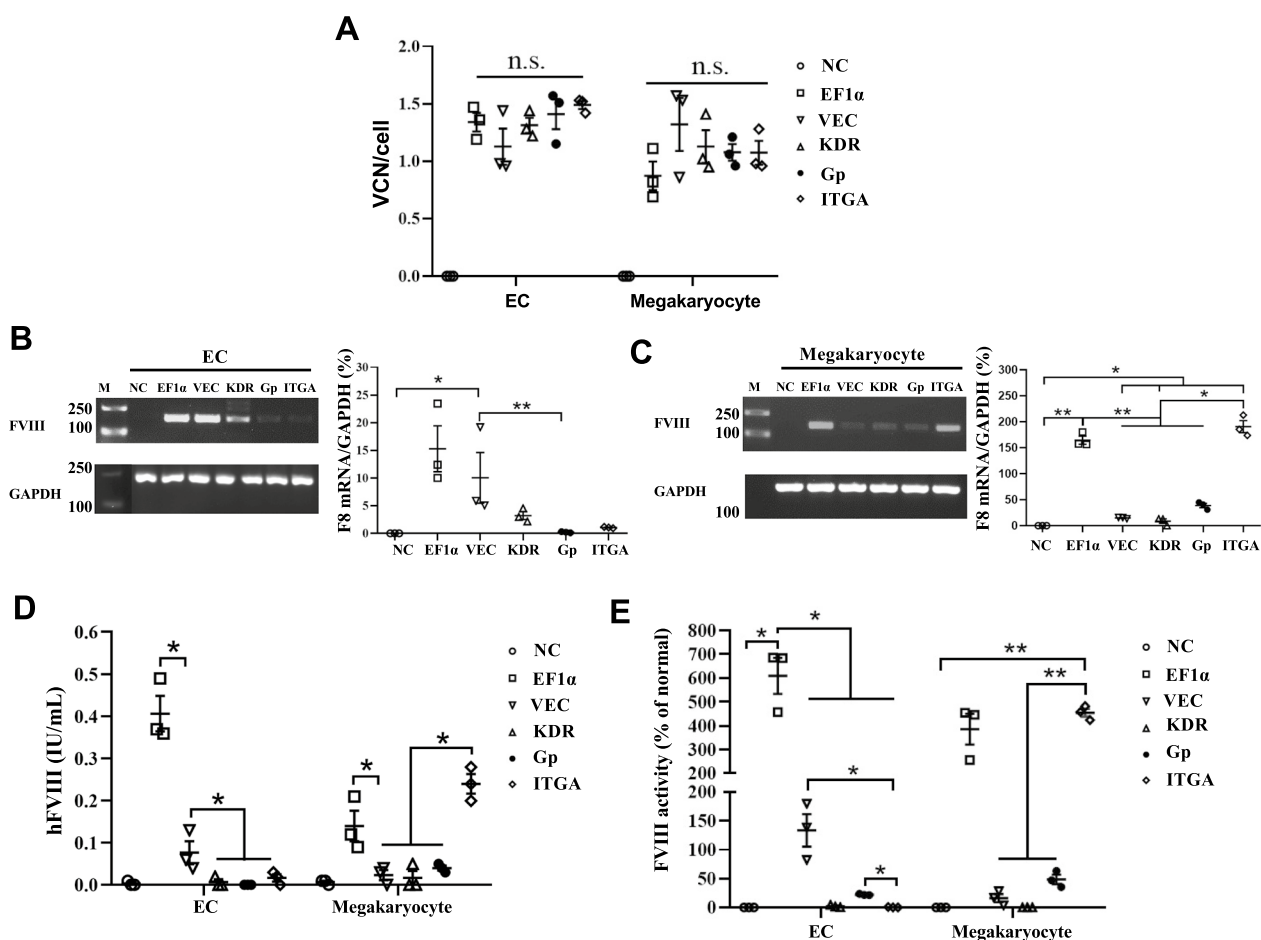 A
2.0
1.5
1.0
0.5
0.0
VCN/cell
n.s.
n.s.
EC
Megakaryocyte
NC
EF1α
VEC
KDR
Gp
ITGA
B
EC
M NC EF1α VEC KDR Gp ITGA
250
100
FVIII
250
100
GAPDH
F8 mRNA/GAPDH (%)
30
25
20
15
10
5
0
*
**
NC EF1α VEC KDR Gp ITGA
C
Megakaryocyte
M NC EF1α VEC KDR Gp ITGA
250
100
FVIII
GAPDH
100
F8 mRNA/GAPDH (%)
300
250
200
150
100
50
0
*
*
** **
NC EF1α VEC KDR Gp ITGA
D
hFVIII (IU/mL)
0.6
0.5
0.4
0.3
0.2
0.1
0.0
*
*
*
*
EC
Megakaryocyte
NC
EF1α
VEC
KDR
Gp
ITGA
E
FVIII activity (% of normal)
800
700
600
500
400
300
200
200
150
100
50
0
* *
*
*
**
**
EC
Megakaryocyte
NC
EF1α
VEC
KDR
Gp
ITGA